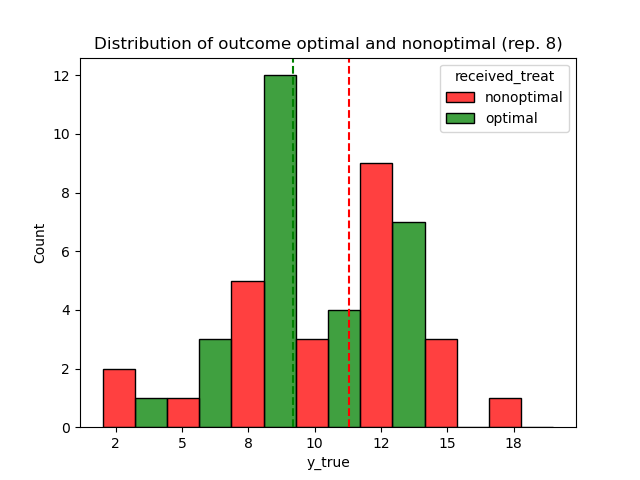 Distribution of outcome optimal and nonoptimal (rep. 8)
received_treat
nonoptimal
optimal
Count
12
10
8
6
4
2
0
2 5 8 10 12 15 18
y_true